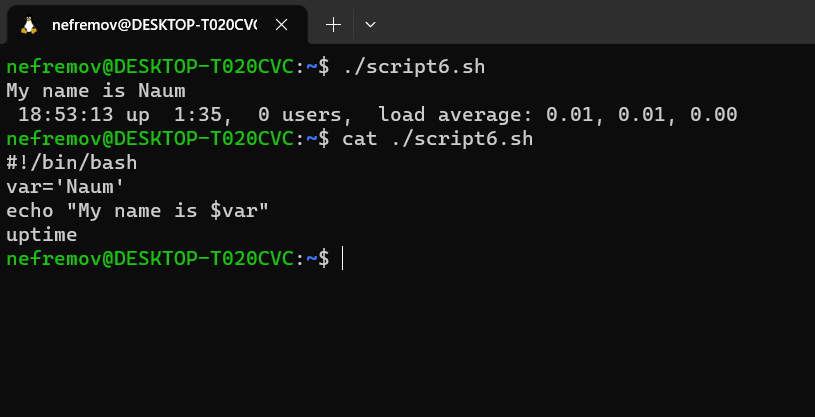 nefremov@DESKTOP-T020CVC
nefremov@DESKTOP-T020CVC:~$ ./script6.sh
My name is Naum
 18:53:13 up  1:35,  0 users,  load average: 0.01, 0.01, 0.00
nefremov@DESKTOP-T020CVC:~$ cat ./script6.sh
#!/bin/bash
var='Naum'
echo "My name is $var"
uptime
nefremov@DESKTOP-T020CVC:~$